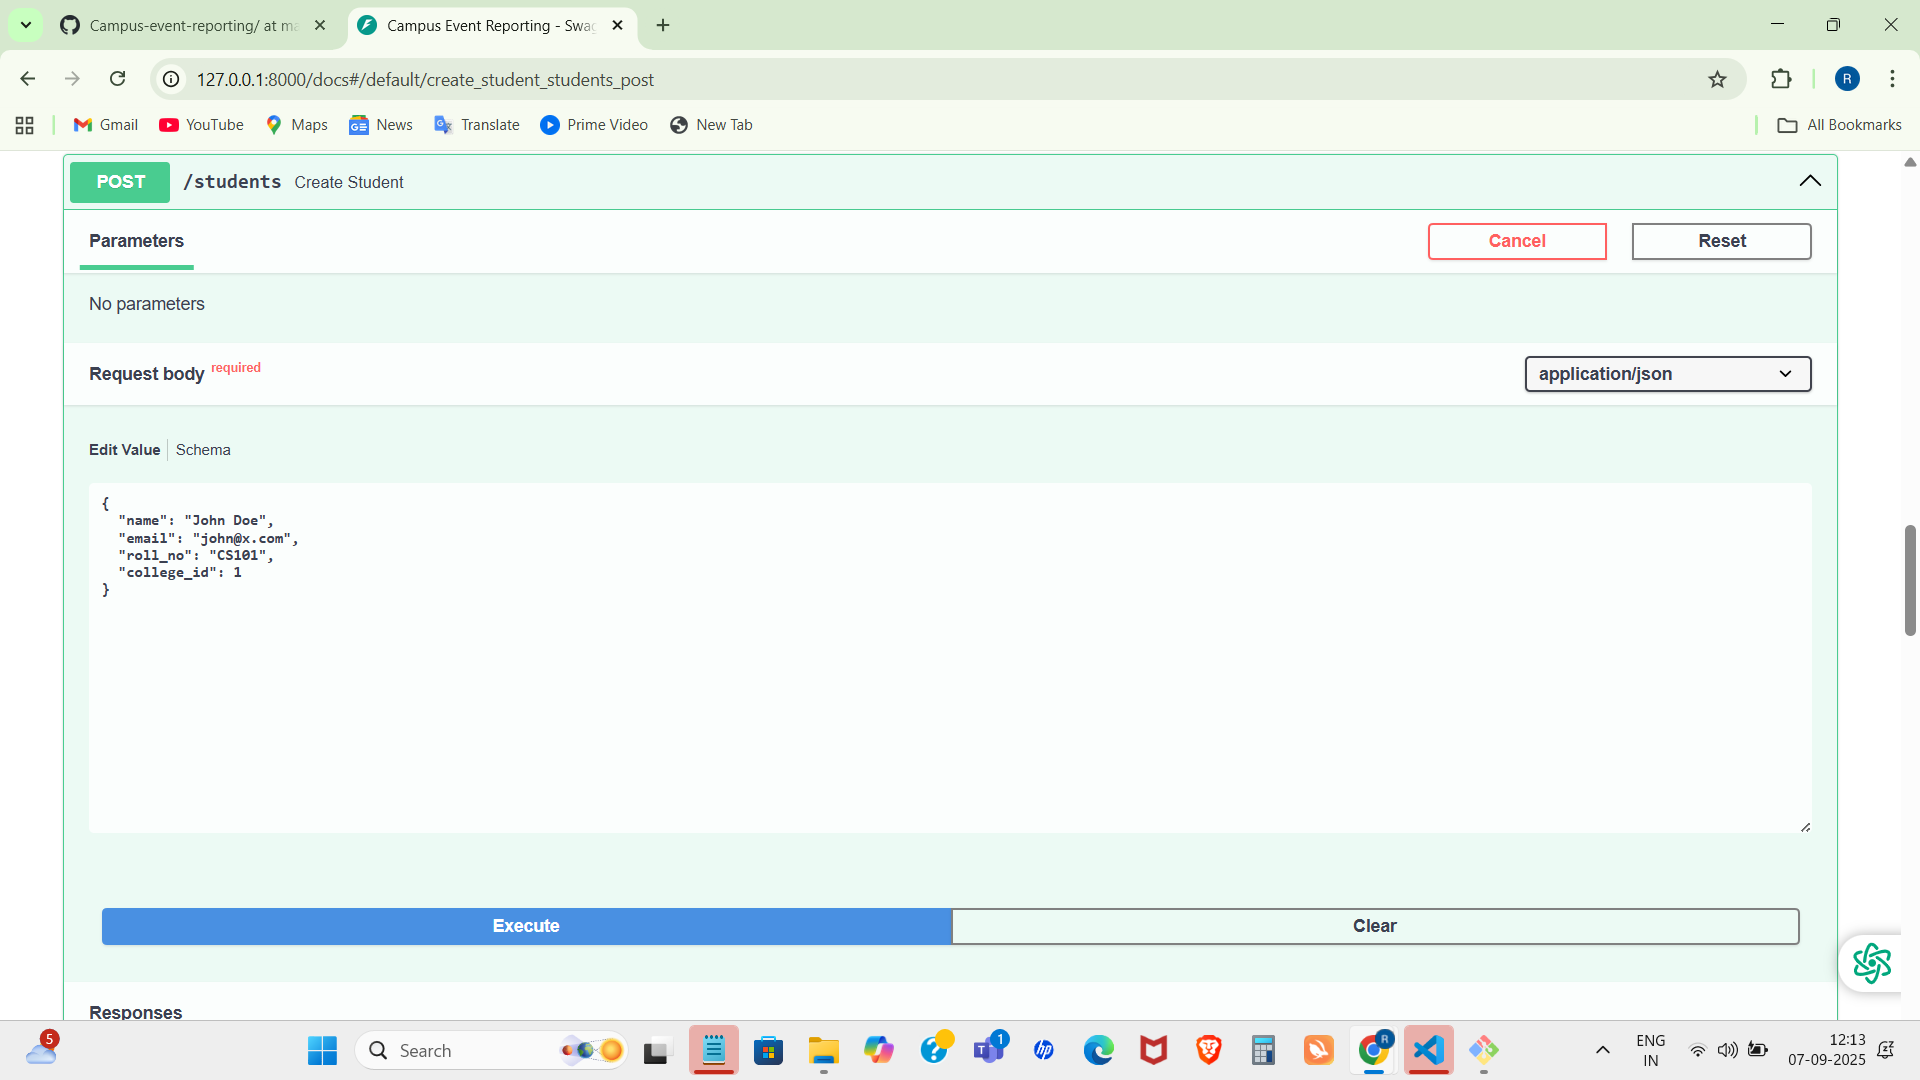 Campus-event-reporting/ at ma
Campus Event Reporting - Swag
127.0.0.1:8000/docs#/default/create_student_students_post
R
Gmail
YouTube
Maps
News
Translate
Prime Video
New Tab
All Bookmarks
POST /students Create Student
Parameters
Cancel
Reset
No parameters
Request body required
application/json
Edit Value
Schema
{
"name": "John Doe",
"email": "john@x.com",
"roll_no": "CS101",
"college_id": 1
}
Execute
Clear
Responses
5
Search
1
hp
R
ENG
IN
12:13
07-09-2025